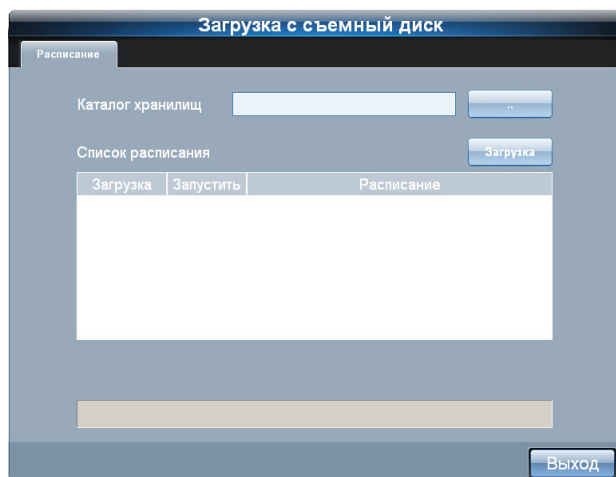 Загрузка с съемный диск
Расписание
Каталог хранилищ
..
Список расписания
Загрузка
Загрузка Запустить Расписание
Выход